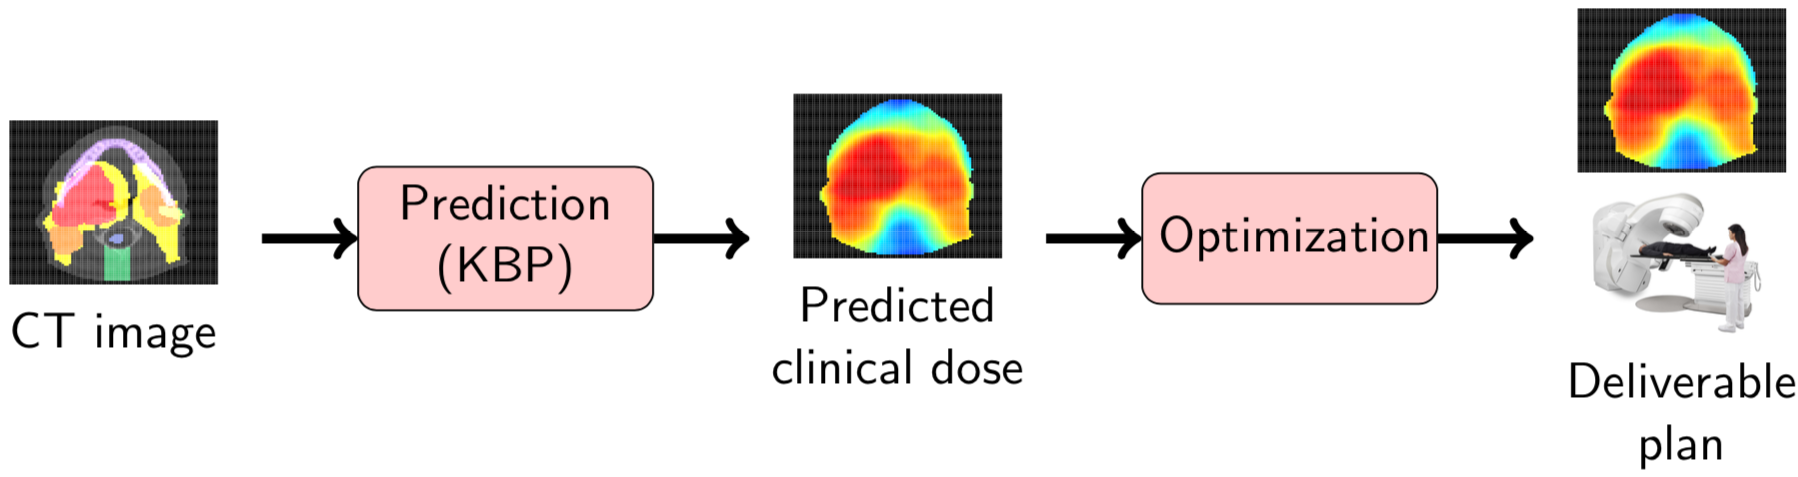 CT image
Prediction
(KBP)
Predicted
clinical dose
Optimization
Deliverable
plan